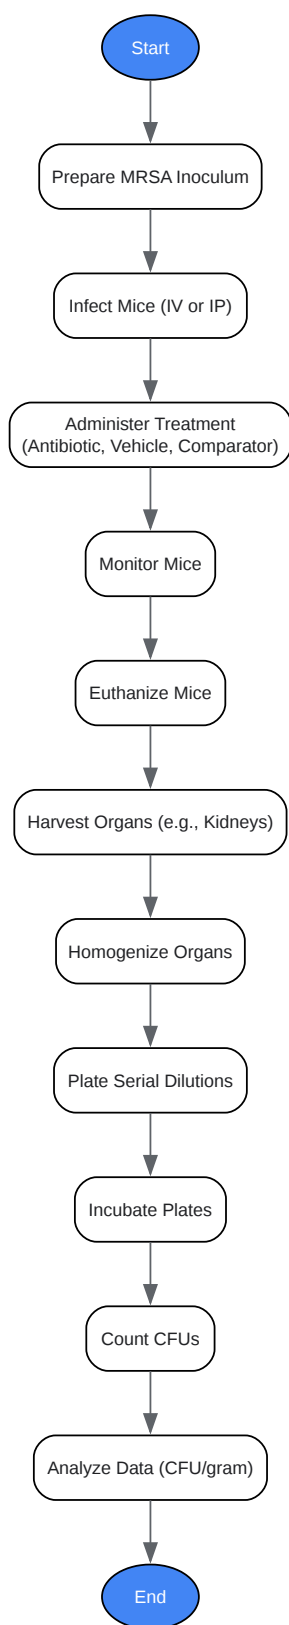 Start
Prepare MRSA Inoculum
Infect Mice (IV or IP)
Administer Treatment
(Antibiotic, Vehicle, Comparator)
Monitor Mice
Euthanize Mice
Harvest Organs (e.g., Kidneys)
Homogenize Organs
Plate Serial Dilutions
Incubate Plates
Count CFUs
Analyze Data (CFU/gram)
End